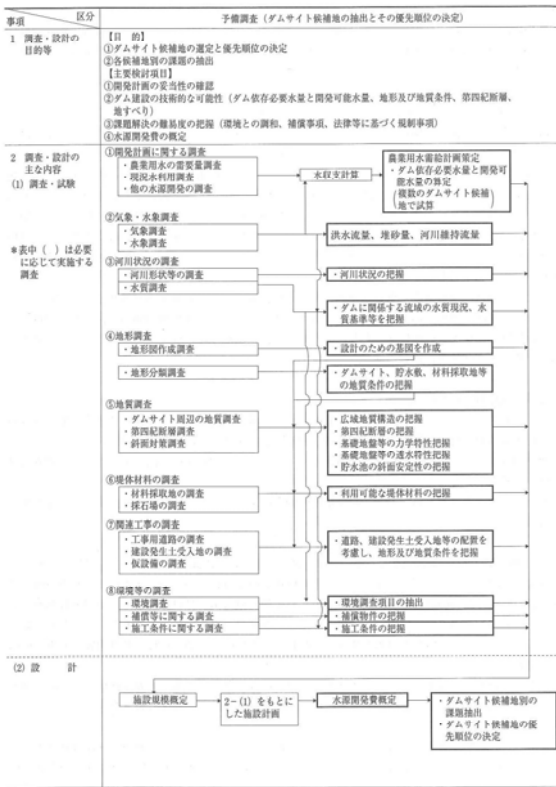 区分
事項
予備調査（ダムサイト候補地の抽出とその優先順位の決定）
1 調査・設計の
目的等
【目 的】
①ダムサイト候補地の選定と優先順位の決定
②各候補地別の課題の抽出
【主要検討項目】
①開発計画の妥当性の確認
②ダム建設の技術的な可能性（ダム依存必要水量と開発可能水量、地形及び地質条件、第四紀断層、
地すべり）
③課題解決の難易度の把握（環境との調和、補償事項、法律等に基づく規制事項）
④水源開発費の概定
2 調査・設計の
主な内容
(1) 調査・試験
＊表中（ ）は必要
に応じて実施する
調査
①開発計画に関する調査
・農業用水の需要量調査
・現況水利用調査
・他の水源開発の調査
水収支計算
農業用水需給計画策定
・ダム依存必要水量と開発可
能水量の算定
（複数のダムサイト候補
地で試算）
②気象・水象調査
・気象調査
・水象調査
洪水流量、堆砂量、河川維持流量
③河川状況の調査
・河川形状等の調査
・水質調査
・河川状況の把握
・ダムに関係する流域の水質現況、水
質基準等を把握
④地形調査
・地形図作成調査
・設計のための基図を作成
・地形分類調査
・ダムサイト、貯水敷、材料採取地等
の地質条件の把握
⑤地質調査
・ダムサイト周辺の地質調査
・第四紀断層調査
・斜面対策調査
・広域地質構造の把握
・第四紀断層の把握
・基礎地盤等の力学特性把握
・基礎地盤等の透水特性把握
・貯水池の斜面安定性の把握
⑥堤体材料の調査
・材料採取地の調査
・採石場の調査
・利用可能な堤体材料の把握
⑦関連工事の調査
・工事用道路の調査
・建設発生土受入地の調査
・仮設備の調査
・道路、建設発生土受入地等の配置を
考慮し、地形及び地質条件を把握
⑧環境等の調査
・環境調査
・補償等に関する調査
・施工条件に関する調査
・環境調査項目の抽出
・補償物件の把握
・施工条件の把握
(2) 設 計
施設規模概定
2−(1) をもとに
した施設計画
水源開発費概定
・ダムサイト候補地別の
課題抽出
・ダムサイト候補地の優
先順位の決定